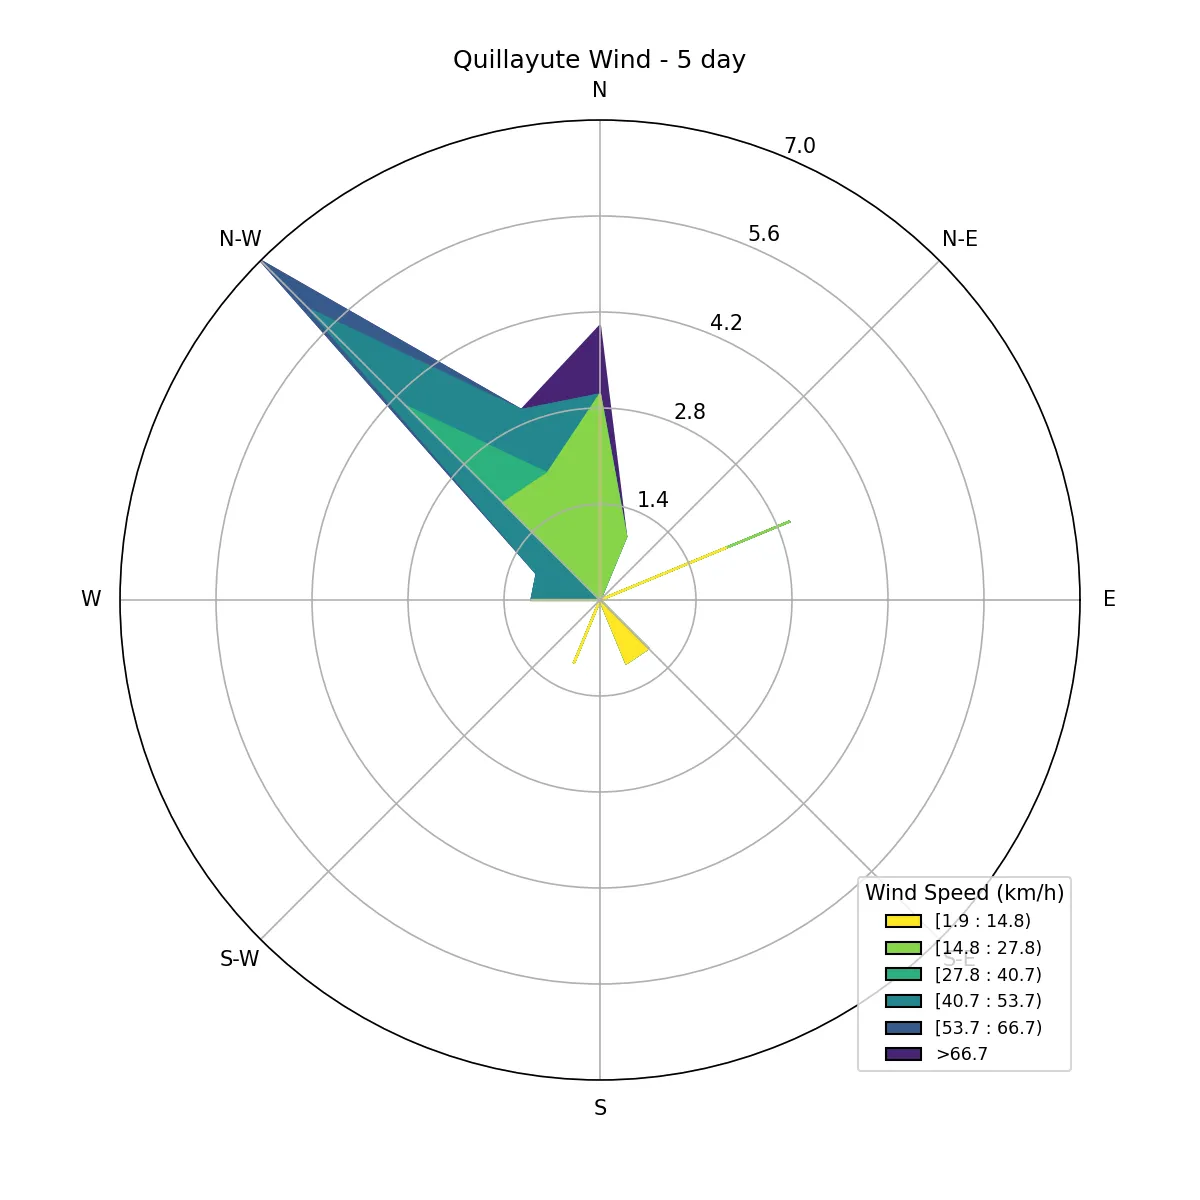 Quillayute Wind - 5 day
N
7.0
N-W
5.6
N-E
4.2
2.8
1.4
W
E
S-W
S-E
S
Wind Speed (km/h)
[1.9 : 14.8)
[14.8 : 27.8)
[27.8 : 40.7)
[40.7 : 53.7)
[53.7 : 66.7)
>66.7